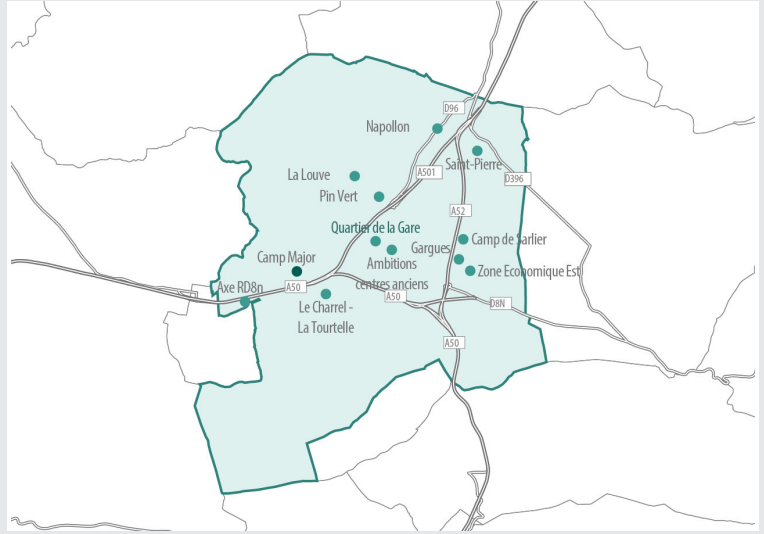 D96
Napollon
Saint-Pierre
La Louve
A501
D396
Pin Vert
A52
Quartier de la Gare
Camp de Sarlier
Gargues
Camp Major
Ambitions
centres anciens
Zone Economique Est
Axe RD8n
A50
A50
D8N
Le Charrel -
La Tourtelle
A50